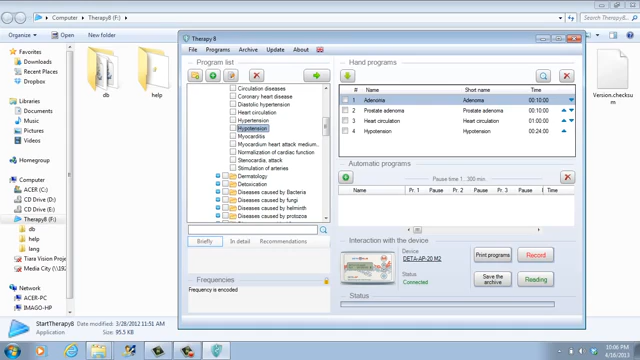 Computer ▸ Therapy8 (F:) ▸
Search Therapy8 (F:)
Organize
Open
New folder
Favorites
Downloads
Recent Places
Desktop
Libraries
Documents
Music
Pictures
Videos
Homegroup
Computer
ACER (C:)
CD Drive (D:)
CD Drive (E:)
Therapy8 (F:)
db
help
lang
Tiara Vision Proje
Media City (\\16
Network
ACER-PC
IMAGO-HP
db
help
Version.checksum
StartTherapy8
Date modified: 3/28/2012 11:51 AM
Application
Size: 95.5 KB
Therapy 8
File Programs Archive Update About
Program list
Circulation diseases
Coronary heart disease
Diastolic hypertension
Heart circulation
Hypertension
Hypotension
Myocarditis
Myocardium heart attack medium...
Normalization of cardiac function
Stenocardia, attack
Stimulation of arteries
Dermatology
Detoxication
Diseases caused by Bacteria
Diseases caused by fungi
Diseases caused by helminth
Diseases caused by protozoa
Briefly In detail Recommendations
Frequencies
Frequency is encoded
Hand programs
# Name Short name Time
1 Adenoma Adenoma 00:10:00
2 Prostate adenoma Prostate adenoma 00:10:00
3 Heart circulation Heart circulation 01:00:00
4 Hypotension Hypotension 00:24:00
Automatic programs
Pause time 1...300 min.
Name Pr. 1 Pause Pr. 2 Pause Pr. 3 Pause Time
Interaction with the device
Device
DETA-AP-20 M2
Status
Connected
Print programs
Record
Save the archive
Reading
Status
10:06 PM
4/16/2013